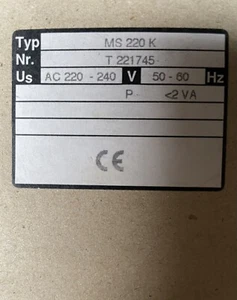 Typ MS 220 K
Nr. T 221745
Us AC 220 - 240 V 50 - 60 Hz
P <2 VA
CE